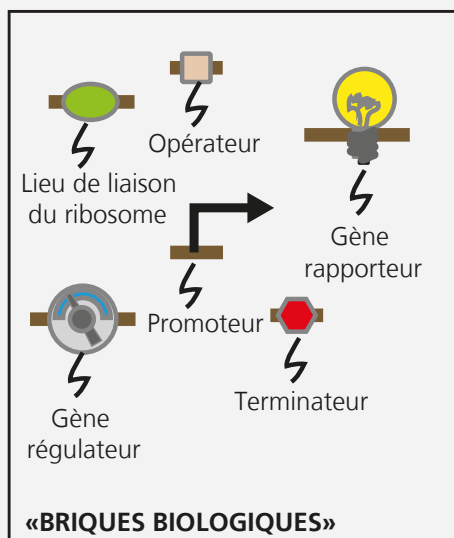 Opérateur
Lieu de liaison
du ribosome
Gène
rapporteur
Promoteur
Terminateur
Gène
régulateur
«BRIQUES BIOLOGIQUES»